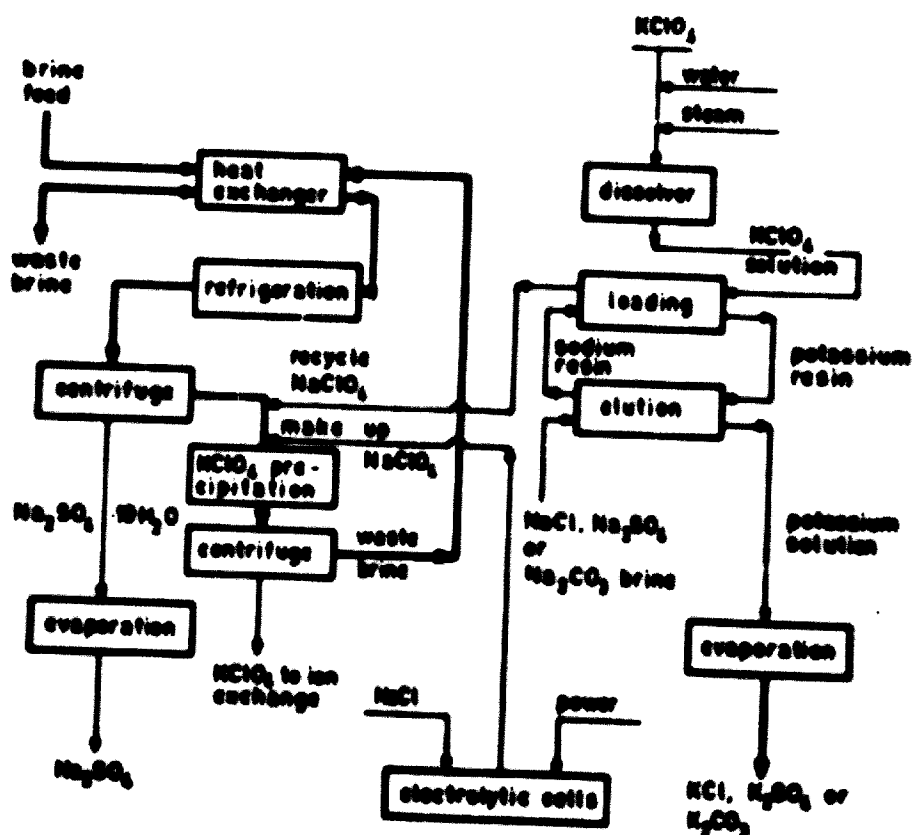 KClO₄
water
steam
brine
feed
heat
exchanger
dissolver
waste
brine
KClO₄
solution
refrigeration
loading
recycle
NaClO₄
sodium
resin
potassium
resin
centrifuge
elution
make up
NaClO₄
KClO₄ pre-
cipitation
Na₂SO₄ 10H₂O
centrifuge
waste
brine
NaCl, Na₂SO₄
or
Na₂CO₃ brine
potassium
solution
evaporation
evaporation
KClO₄ to ion
exchange
NaCl
power
Na₂SO₄
electrolytic cells
KCl, K₂SO₄ or
K₂CO₃